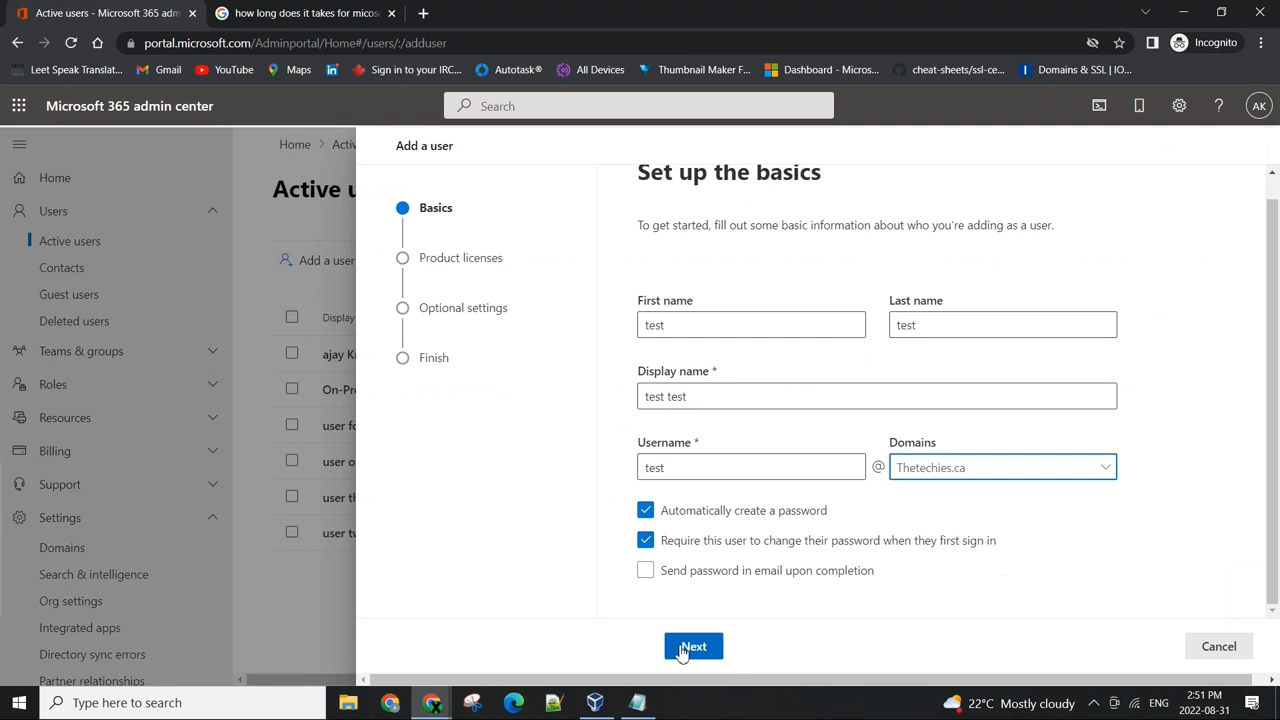 Active users - Microsoft 365 admi
how long does it takes for micros
portal.microsoft.com/Adminportal/Home#/users/:/adduser
Incognito
Leet Speak Translat...
Gmail
YouTube
Maps
Sign in to your IRC...
Autotask®
All Devices
Thumbnail Maker F...
Dashboard - Micros...
cheat-sheets/ssl-ce...
Domains & SSL | IO...
Microsoft 365 admin center
Search
AK
Home
Users
Active users
Contacts
Guest users
Deleted users
Teams & groups
Roles
Resources
Billing
Support
Settings
Domains
Search & intelligence
Org settings
Integrated apps
Directory sync errors
Partner relationships
Home > Activ
Active u
Add a user
Display
ajay K
On-Pr
user fo
user o
user th
user tv
Add a user
Basics
Product licenses
Optional settings
Finish
Set up the basics
To get started, fill out some basic information about who you're adding as a user.
First name
Last name
test
test
Display name *
test test
Username *
Domains
test
@
Thetechies.ca
Automatically create a password
Require this user to change their password when they first sign in
Send password in email upon completion
Next
Cancel
Type here to search
22°C Mostly cloudy
ENG
2:51 PM
2022-08-31